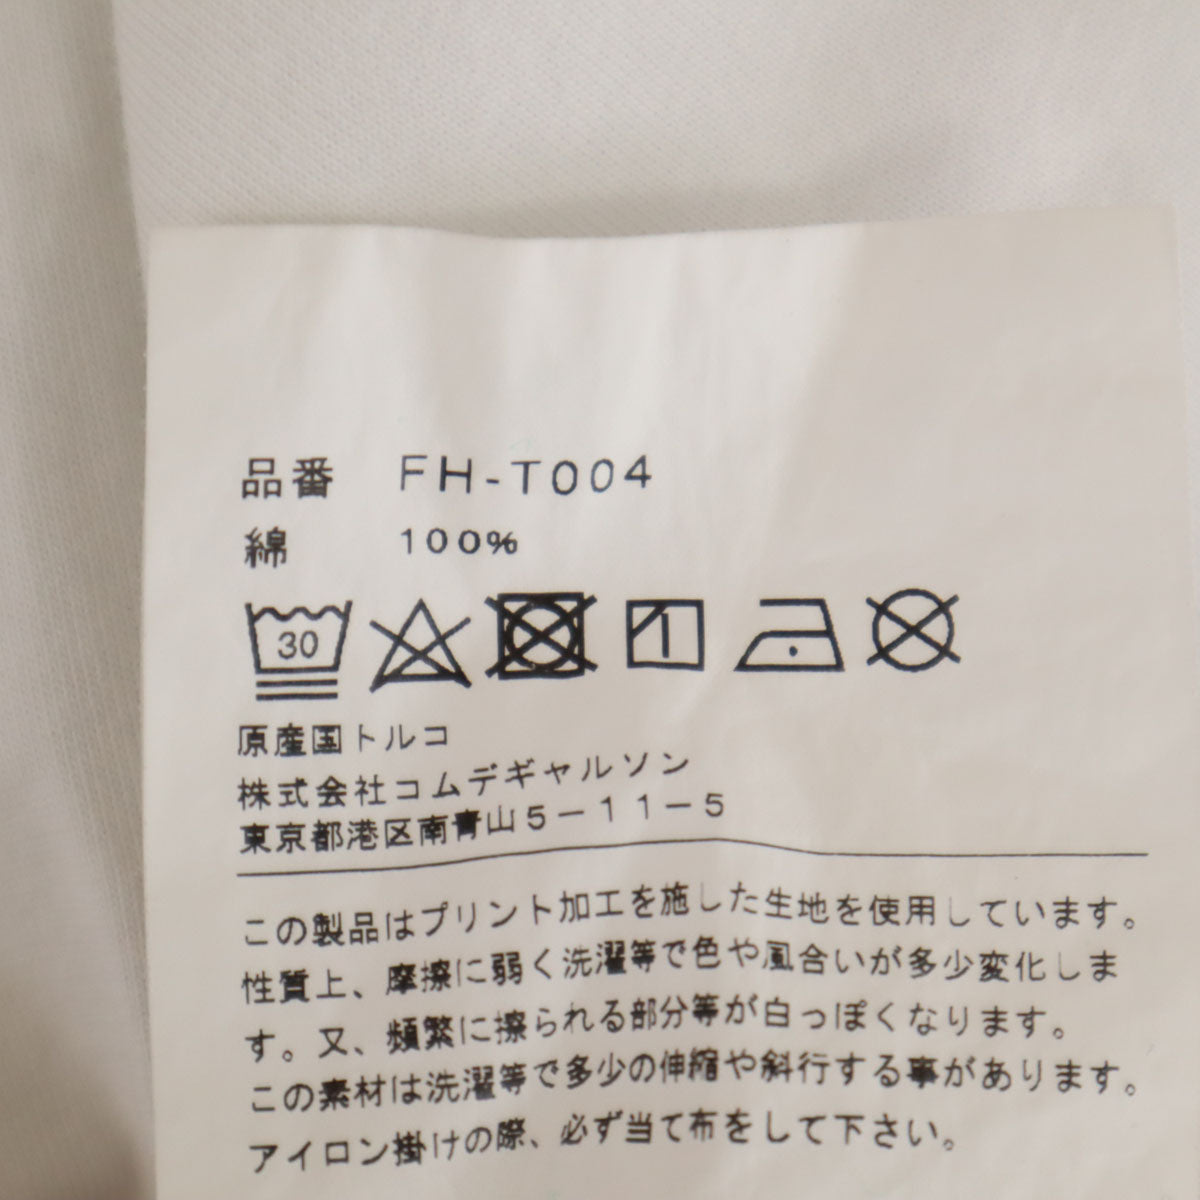 品番 FH-T004
綿 100%
30
原産国トルコ
株式会社コムデギャルソン
東京都港区南青山5-11-5
この製品はプリント加工を施した生地を使用しています。
性質上、摩擦に弱く洗濯等で色や風合いが多少変化しま
す。又、頻繁に擦られる部分等が白っぽくなります。
この素材は洗濯等で多少の伸縮や斜行する事があります。
アイロン掛けの際、必ず当て布をして下さい。